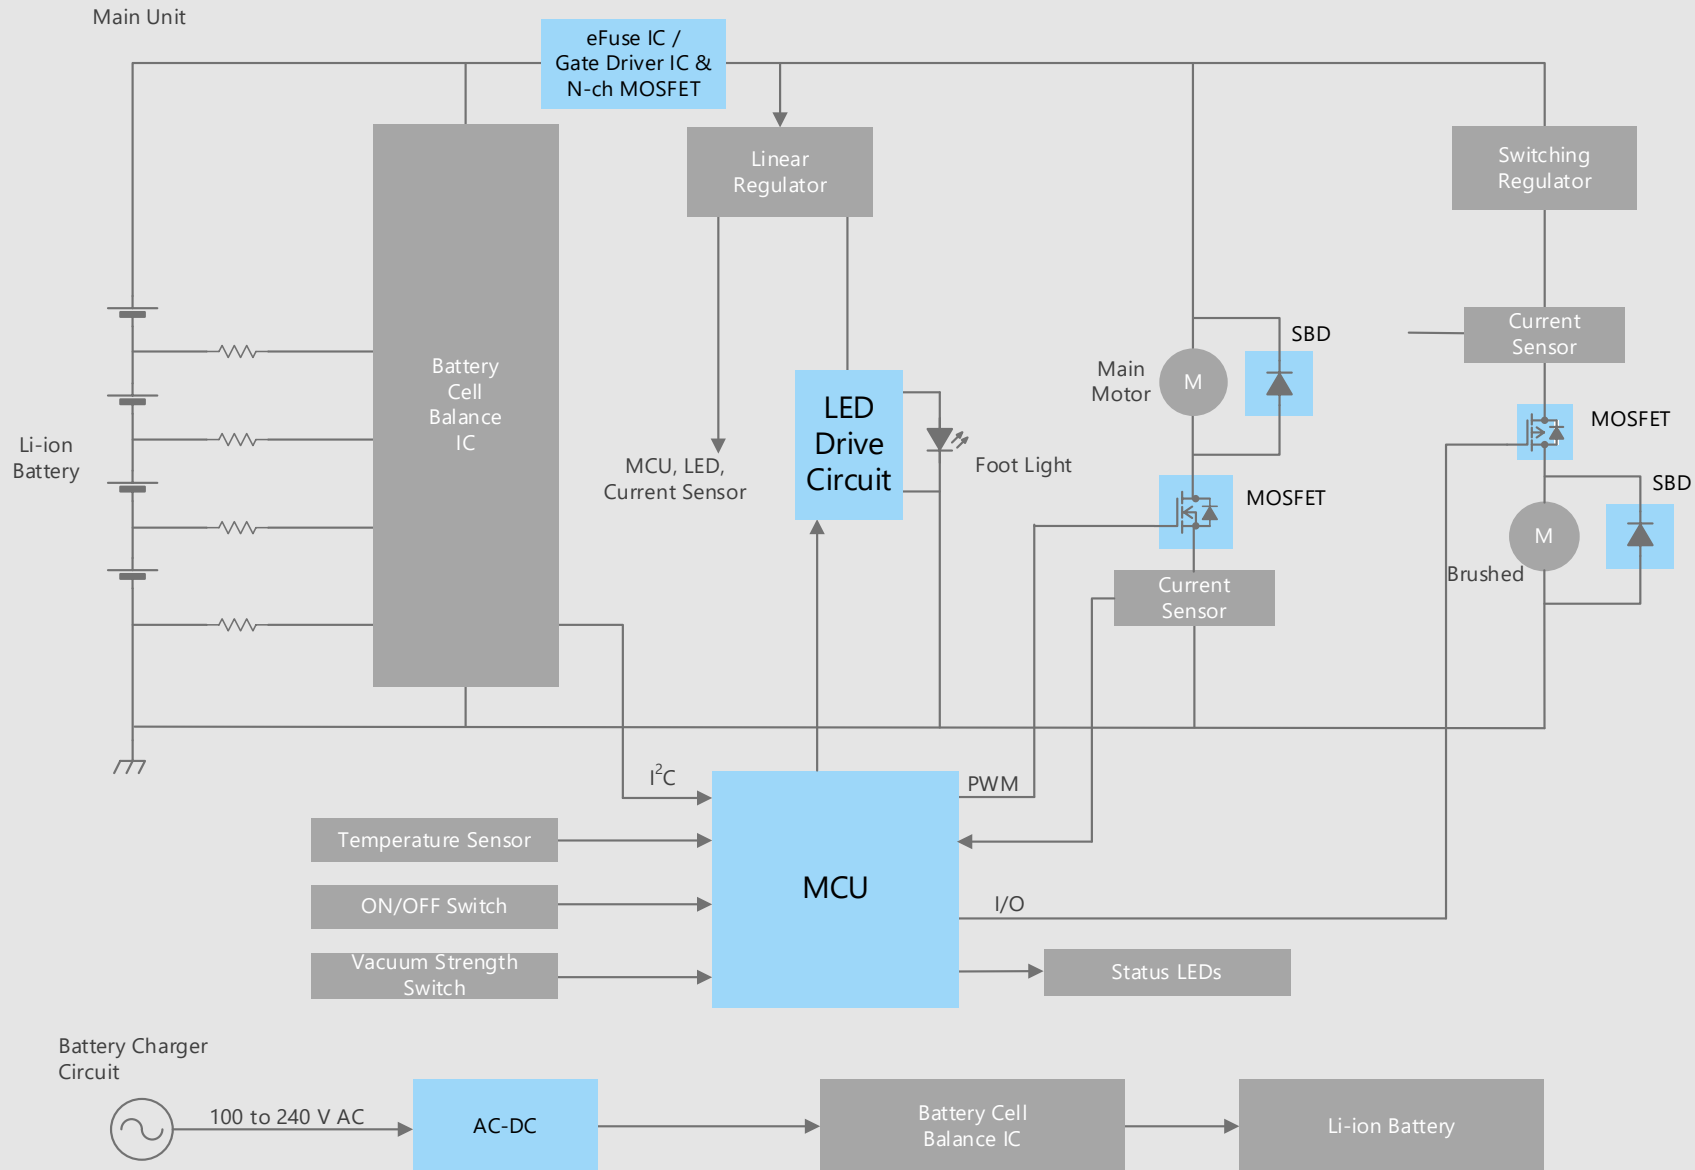 Main Unit
eFuse IC /
Gate Driver IC &
N-ch MOSFET
Linear
Regulator
Switching
Regulator
Battery
Cell
Balance
IC
Li-ion
Battery
MCU, LED,
Current Sensor
LED
Drive
Circuit
Foot Light
Main
Motor
M
SBD
MOSFET
Current
Sensor
Current
Sensor
MOSFET
SBD
M
Brushed
I²C
PWM
Temperature Sensor
ON/OFF Switch
Vacuum Strength
Switch
MCU
I/O
Status LEDs
Battery Charger
Circuit
100 to 240 V AC
AC-DC
Battery Cell
Balance IC
Li-ion Battery